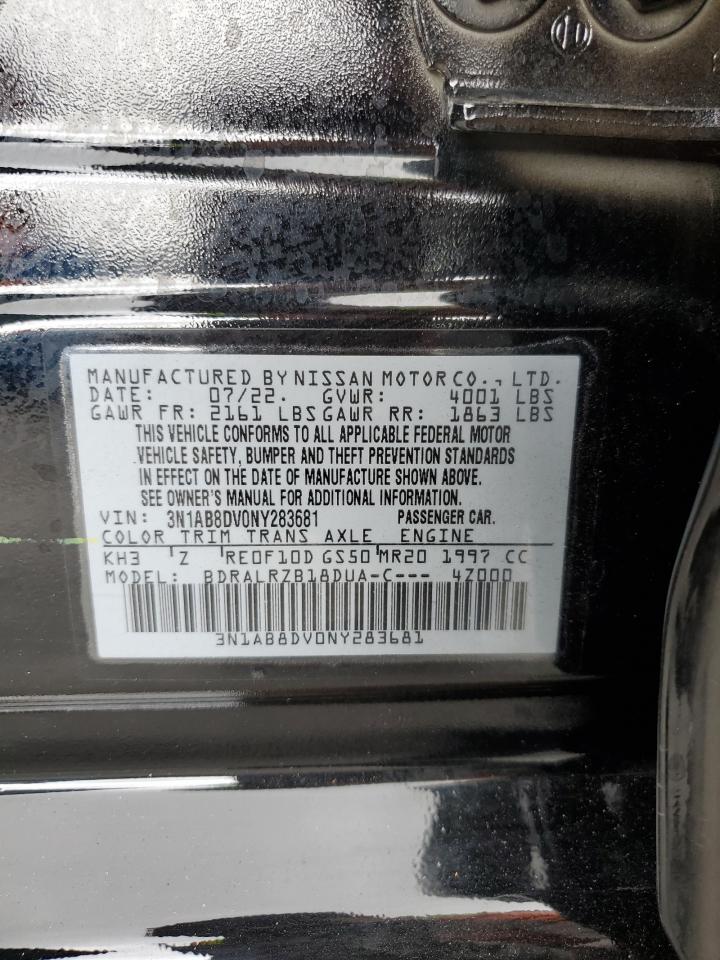 MANUFACTURED BY NISSAN MOTOR CO., LTD.
DATE: 07/22. GVWR: 4001 LBS
GAWR FR: 2161 LBS GAWR RR: 1863 LBS
THIS VEHICLE CONFORMS TO ALL APPLICABLE FEDERAL MOTOR
VEHICLE SAFETY, BUMPER AND THEFT PREVENTION STANDARDS
IN EFFECT ON THE DATE OF MANUFACTURE SHOWN ABOVE.
SEE OWNER'S MANUAL FOR ADDITIONAL INFORMATION.
VIN: 3N1AB8DV0NY283681 PASSENGER CAR.
COLOR TRIM TRANS AXLE ENGINE
KH3 Z RE0F10D GS50 MR20 1997 CC
MODEL: BDRALRZB18DUA-C--- 4Z000
3N1AB8DV0NY283681